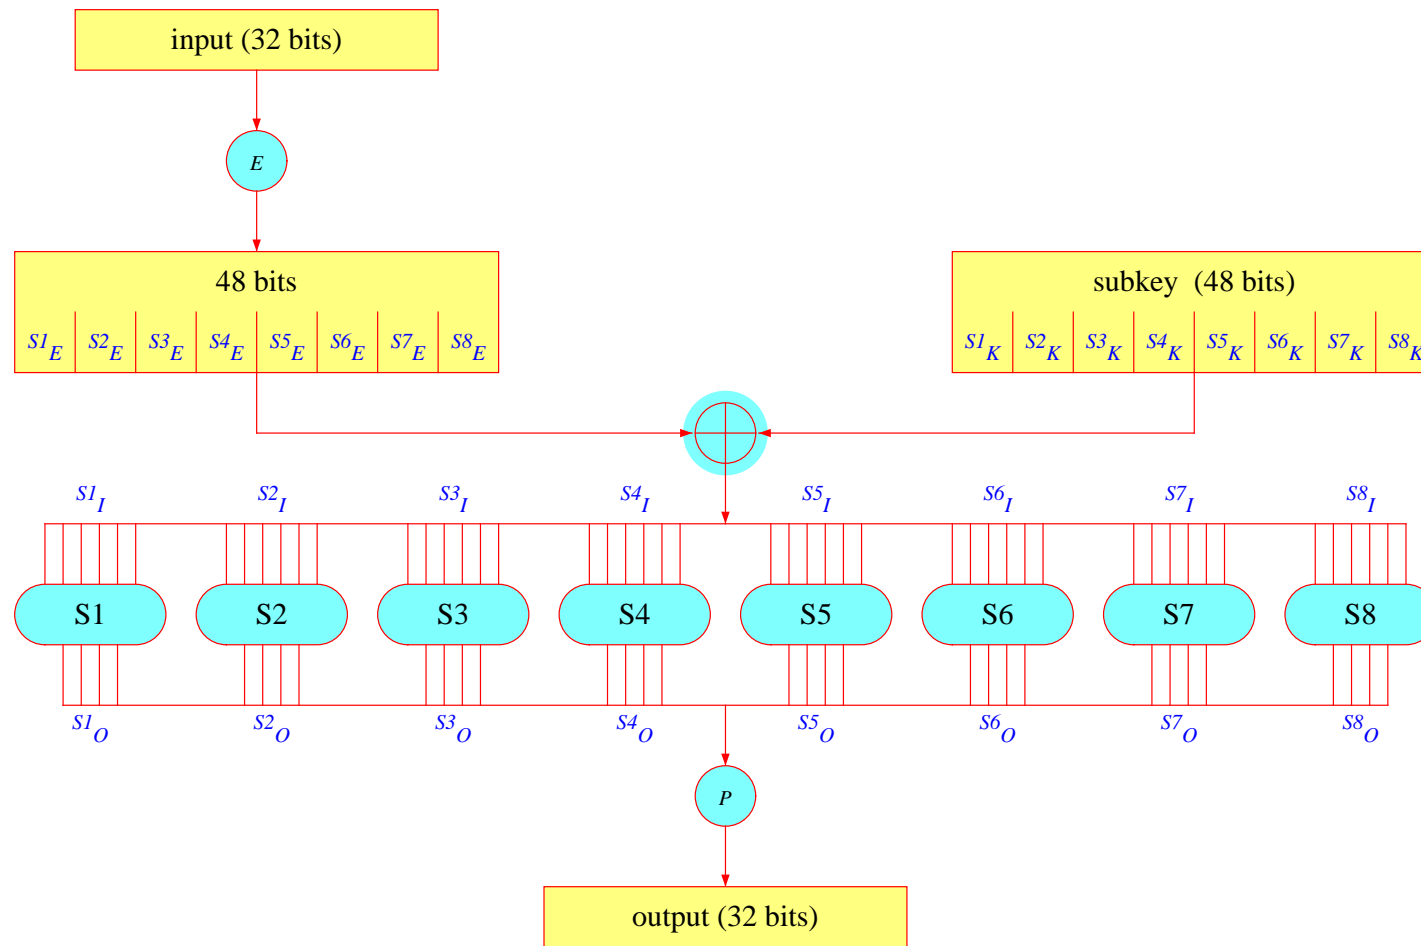 input (32 bits)
E
48 bits
subkey (48 bits)
S1E S2E S3E S4E S5E S6E S7E S8E
S1K S2K S3K S4K S5K S6K S7K S8K
S1I S2I S3I S4I S5I S6I S7I S8I
S1 S2 S3 S4 S5 S6 S7 S8
S1O S2O S3O S4O S5O S6O S7O S8O
P
output (32 bits)